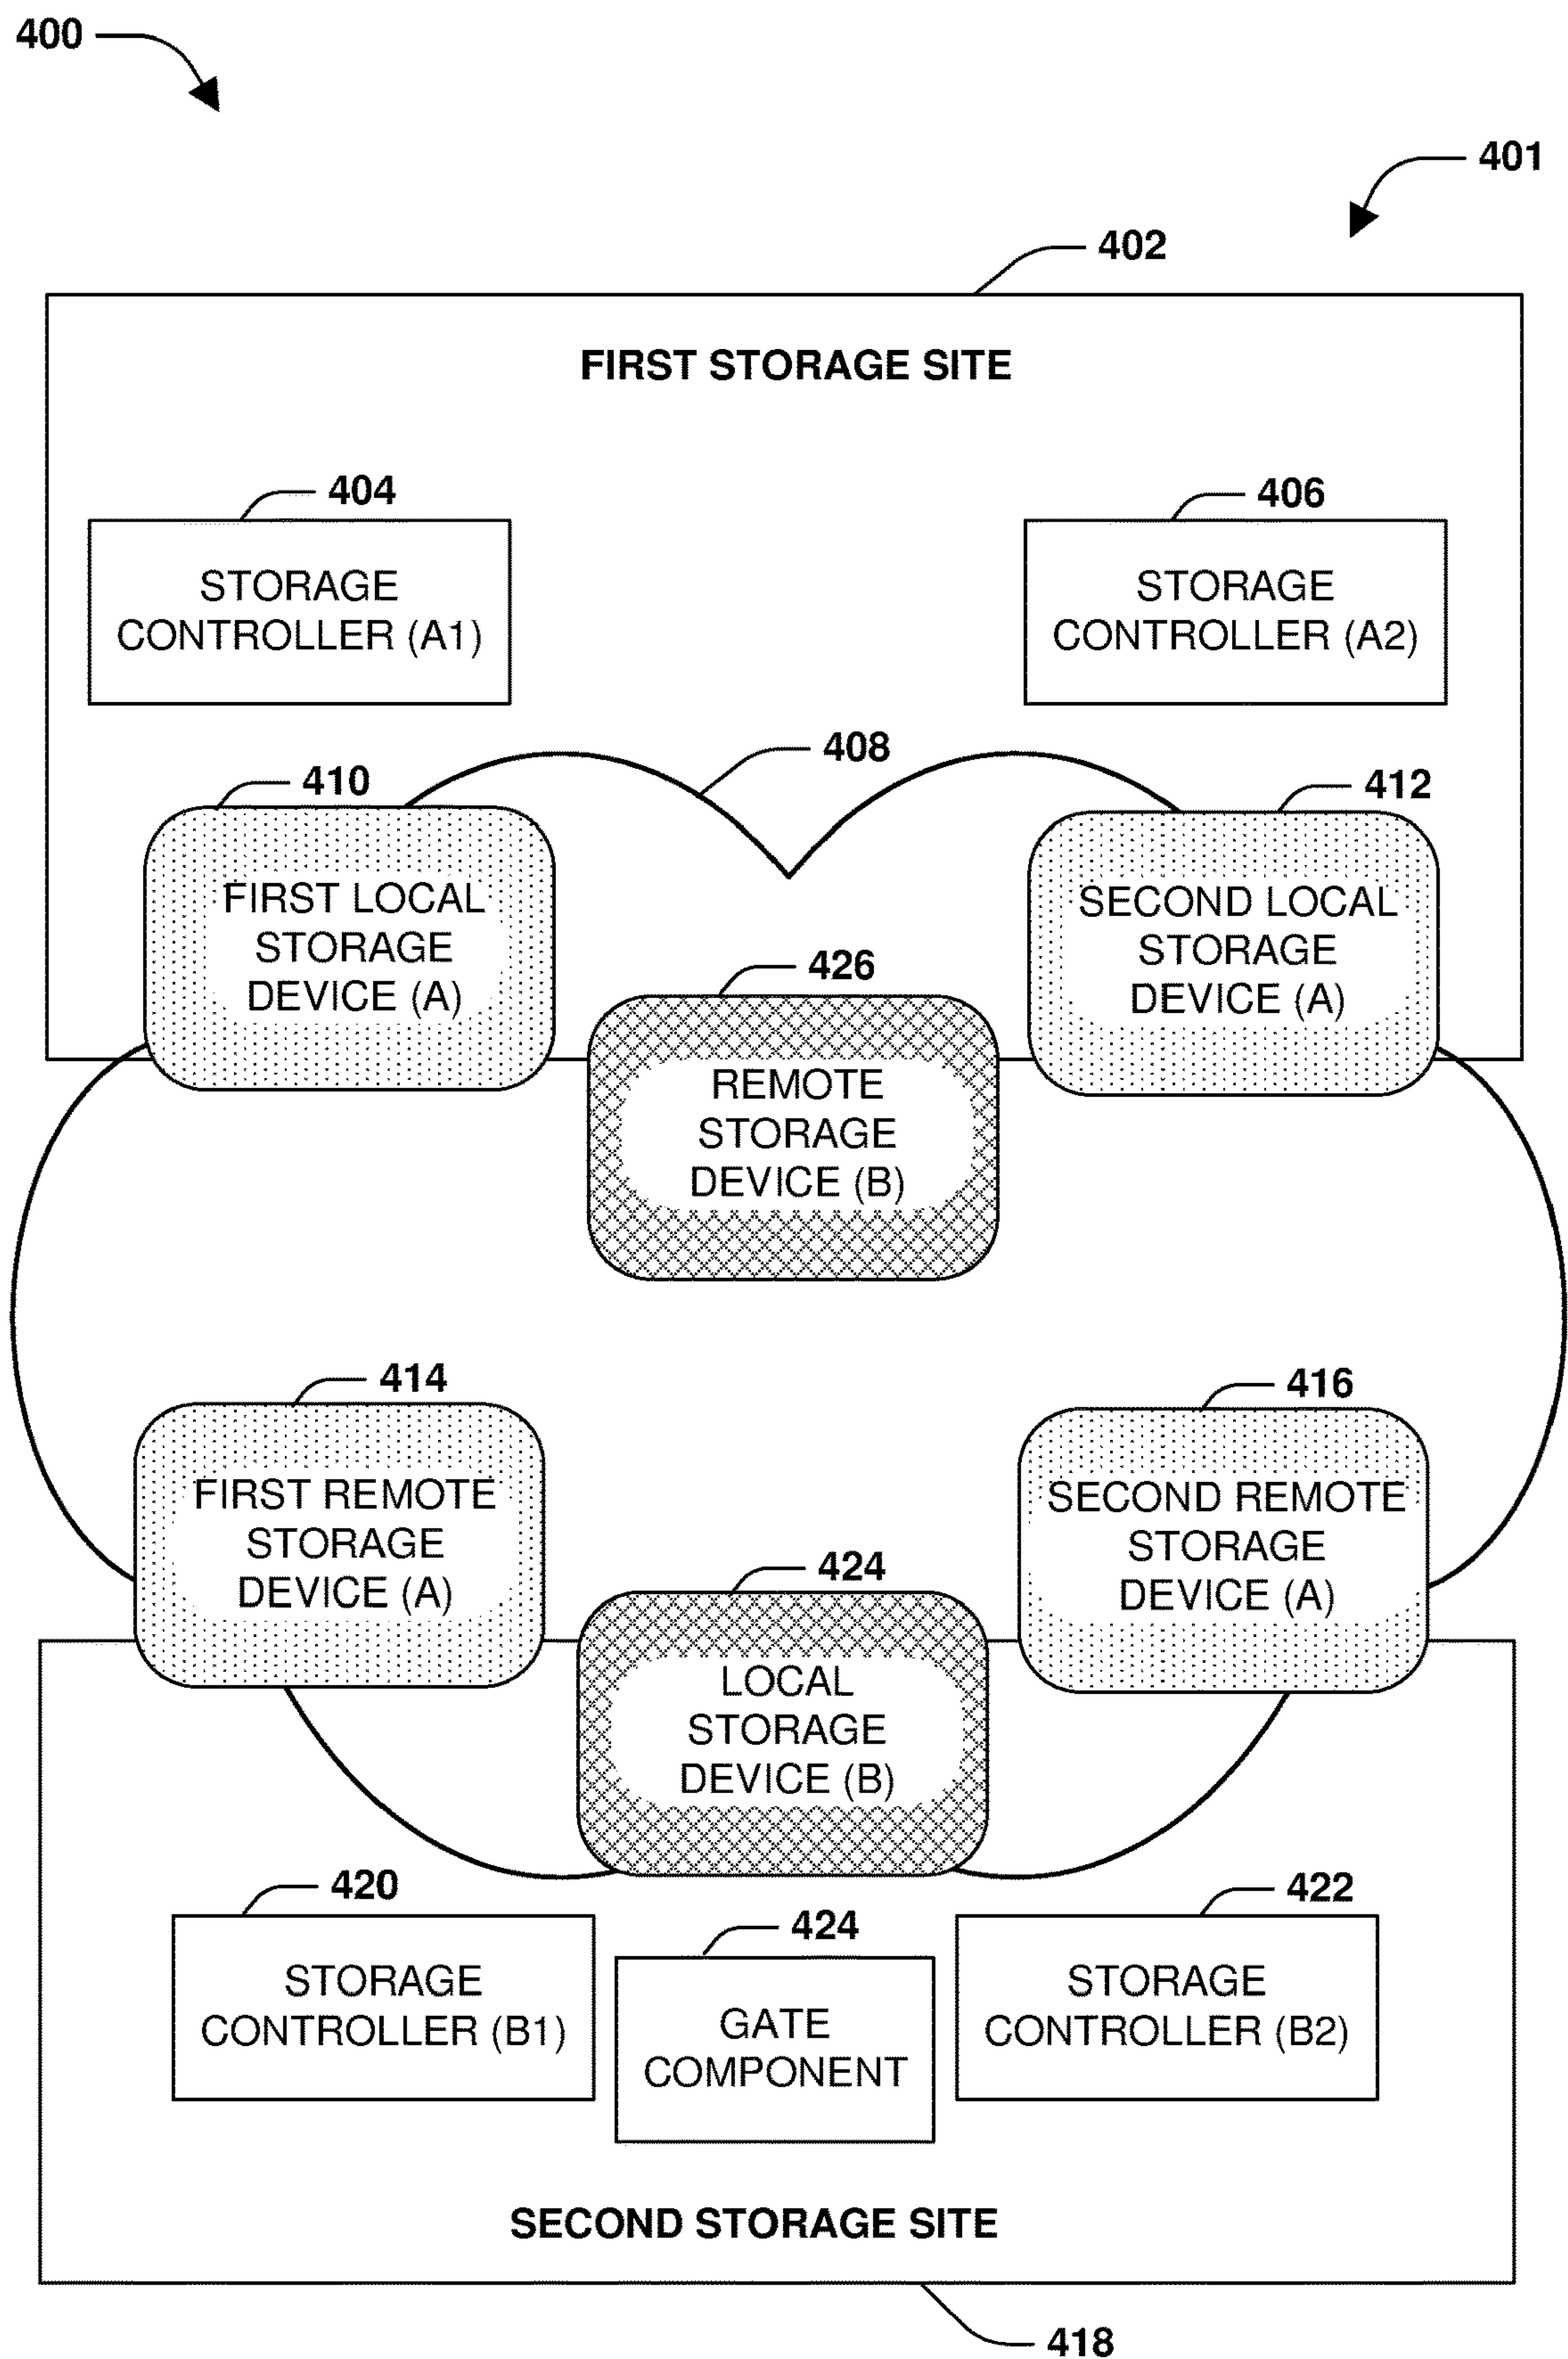 400
401
402
FIRST STORAGE SITE
404
406
STORAGE
CONTROLLER (A1)
STORAGE
CONTROLLER (A2)
408
410
412
FIRST LOCAL
STORAGE
DEVICE (A)
SECOND LOCAL
STORAGE
DEVICE (A)
426
REMOTE
STORAGE
DEVICE (B)
414
416
FIRST REMOTE
STORAGE
DEVICE (A)
SECOND REMOTE
STORAGE
DEVICE (A)
424
LOCAL
STORAGE
DEVICE (B)
420
422
424
STORAGE
CONTROLLER (B1)
GATE
COMPONENT
STORAGE
CONTROLLER (B2)
SECOND STORAGE SITE
418